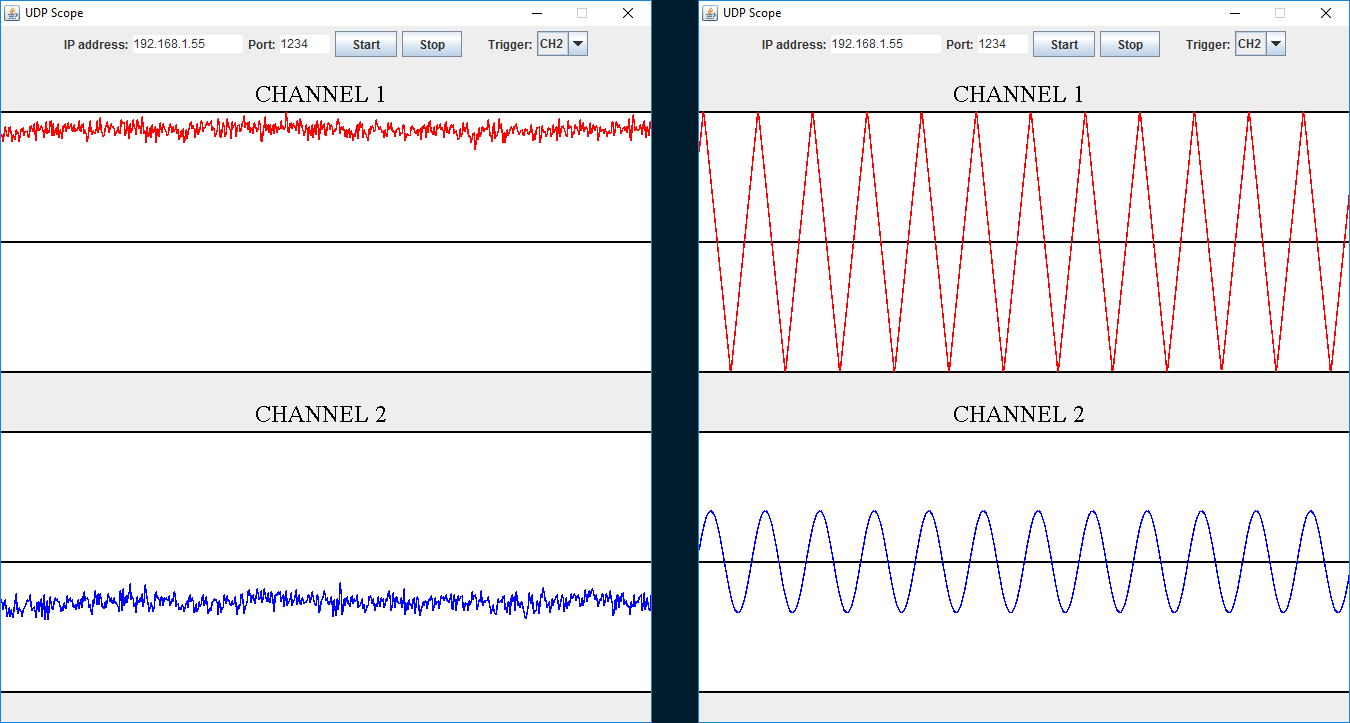 UDP Scope
IP address: 192.168.1.55 Port: 1234 Start Stop Trigger: CH2
CHANNEL 1
CHANNEL 2
UDP Scope
IP address: 192.168.1.55 Port: 1234 Start Stop Trigger: CH2
CHANNEL 1
CHANNEL 2